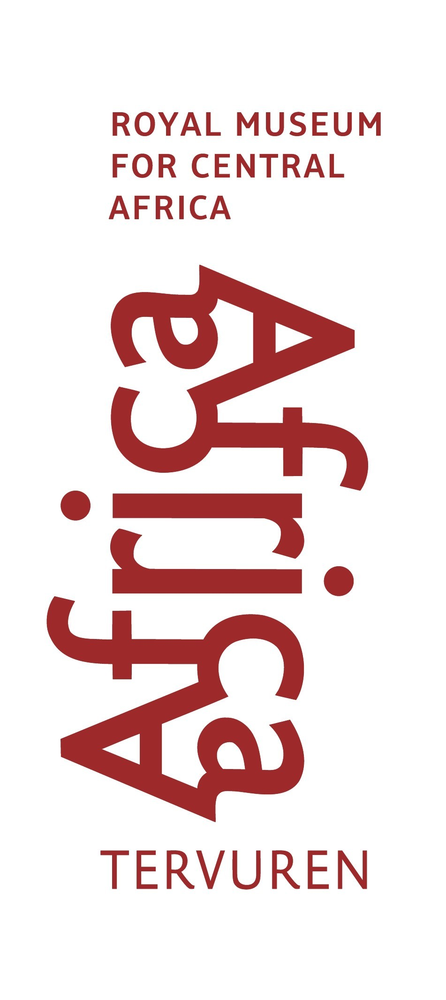 ROYAL MUSEUM
FOR CENTRAL
AFRICA
Africa
Africa
TERVUREN